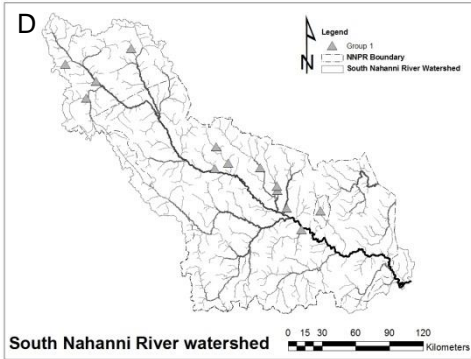 D
Legend
Group 1
NNPR Boundary
South Nahanni River Watershed
N
South Nahanni River watershed
0 15 30 60 90 120
Kilometers